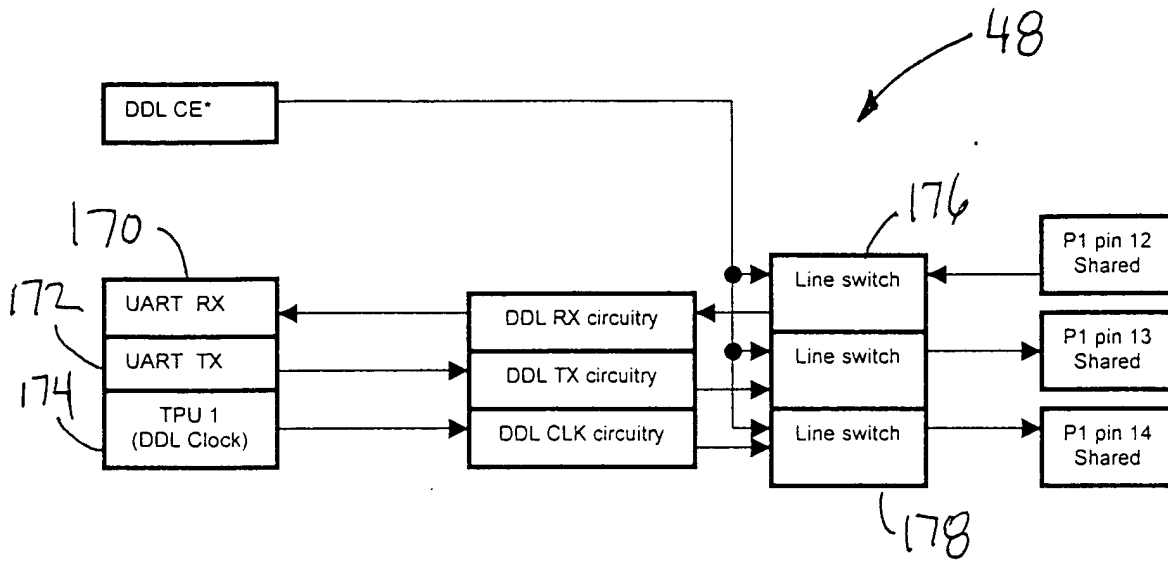 48
DDL CE*
170
176
P1 pin 12
Shared
172
UART RX
DDL RX circuitry
Line switch
UART TX
DDL TX circuitry
Line switch
P1 pin 13
Shared
174
TPU 1
(DDL Clock)
DDL CLK circuitry
Line switch
P1 pin 14
Shared
178